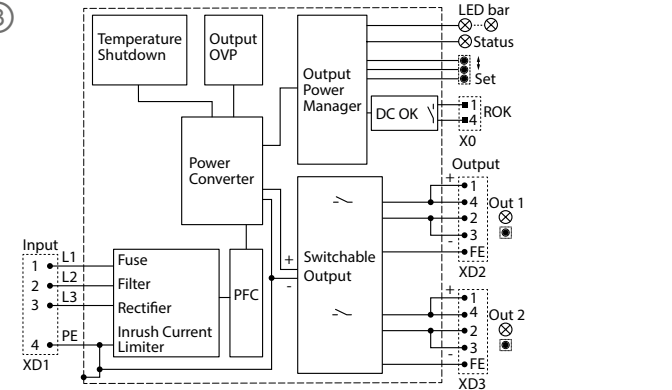 3
LED bar
Status
Set
Temperature
Shutdown
Output
OVP
Output
Power
Manager
DC OK
1
4
ROK
X0
Power
Converter
Output
+
1
4
2
3
-
FE
Out 1
XD2
Switchable
Output
+
-
Input
1 L1
2 L2
3 L3
4 PE
XD1
Fuse
Filter
Rectifier
Inrush Current
Limiter
PFC
+
1
4
2
3
-
FE
Out 2
XD3